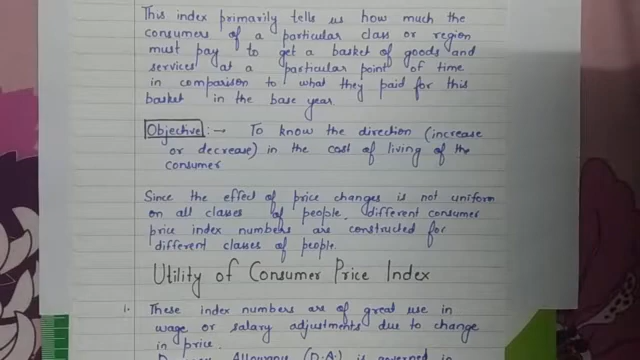 This index primarily tells us how much the
consumers of a particular class or region
must pay to get a basket of goods and
services at a particular point of time
in comparison to what they paid for this
basket in the base year.
Objective:→ To know the direction (increase
or decrease) in the cost of living of the
consumer
Since the effect of price changes is not uniform
on all classes of people, different consumer
price index numbers are constructed for
different classes of people.
Utility of Consumer Price Index
1. These index numbers are of great use in
wage or salary adjustments due to change
in price.
Allowance (D.A.) is governed in